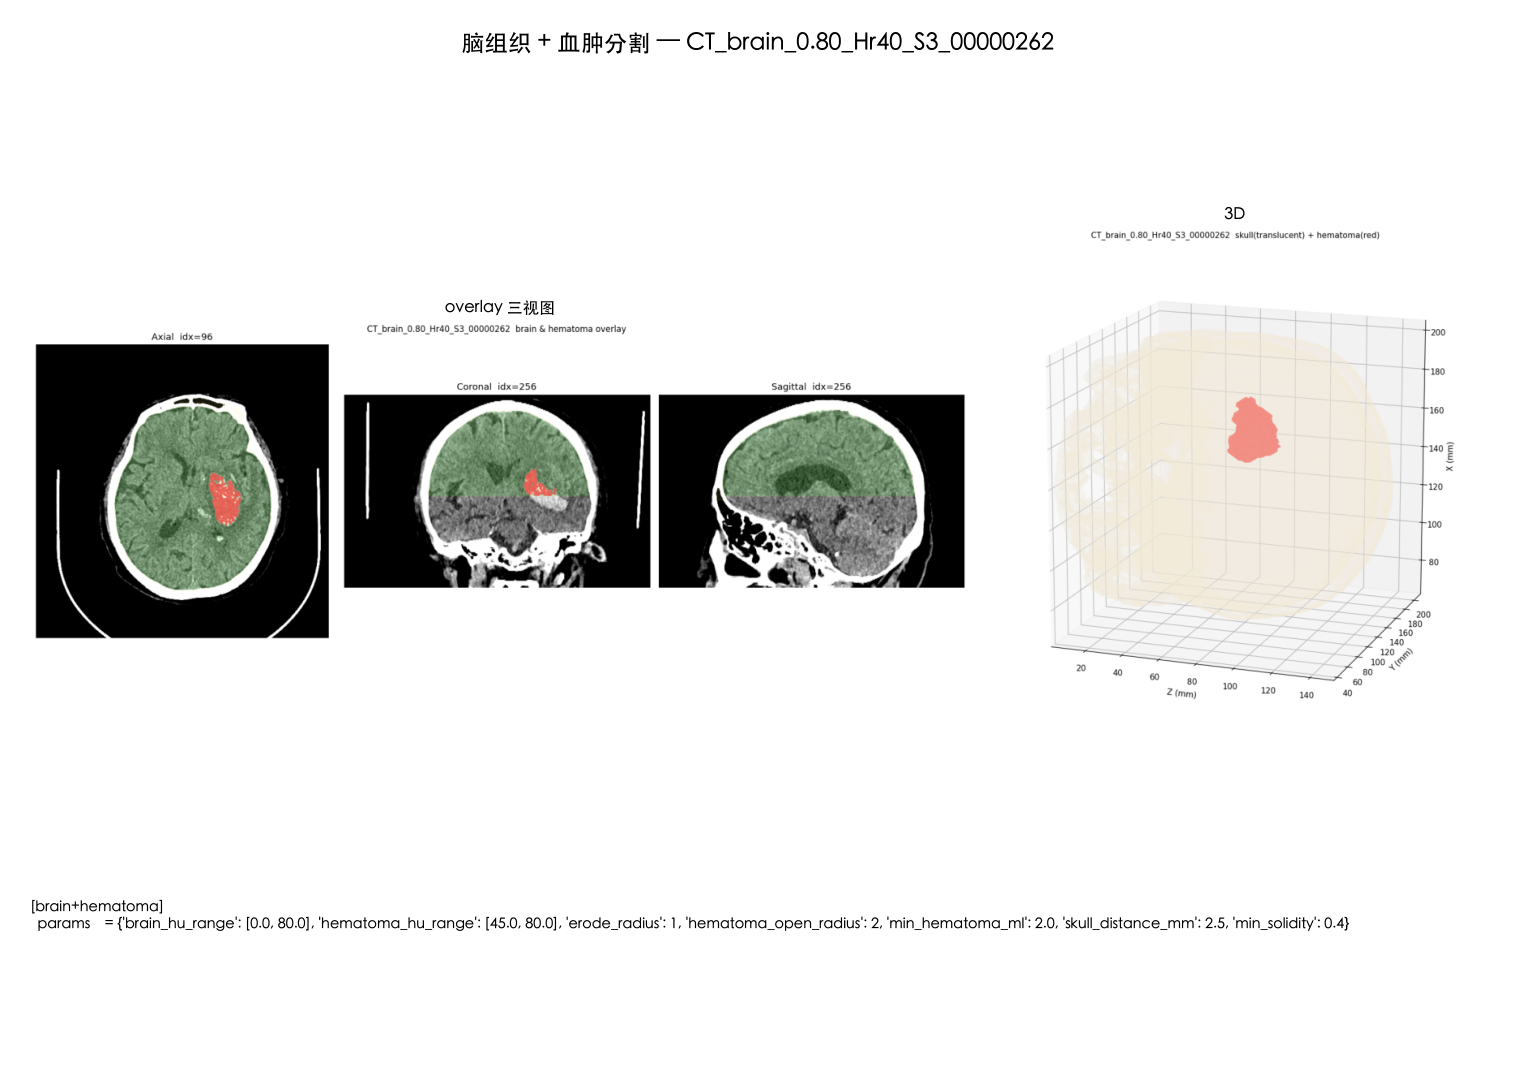 脑组织 + 血肿分割 — CT_brain_0.80_Hr40_S3_00000262
overlay 三视图
CT_brain_0.80_Hr40_S3_00000262 brain & hematoma overlay
Axial idx=96
Coronal idx=256
Sagittal idx=256
3D
CT_brain_0.80_Hr40_S3_00000262 skull(translucent) + hematoma(red)
200
180
160
140
120
100
80
X (mm)
200
180
160
140
120
100
80
60
40
Y (mm)
20
40
60
80
100
120
140
Z (mm)
[brain+hematoma]
params = {'brain_hu_range': [0.0, 80.0], 'hematoma_hu_range': [45.0, 80.0], 'erode_radius': 1, 'hematoma_open_radius': 2, 'min_hematoma_ml': 2.0, 'skull_distance_mm': 2.5, 'min_solidity': 0.4}